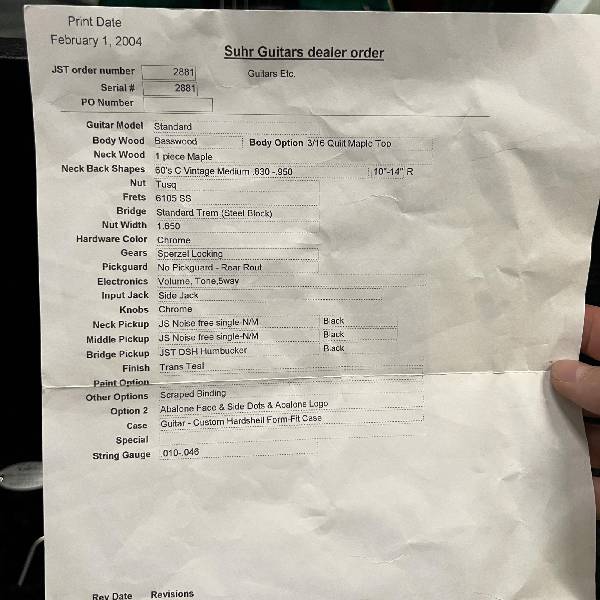 Print Date
February 1, 2004
Suhr Guitars dealer order
JST order number 2881 Guitars Etc.
Serial # 2881
PO Number
Guitar Model Standard
Body Wood Basswood Body Option 3/16 Quilt Maple Top
Neck Wood 1 piece Maple
Neck Back Shapes 60's C Vintage Medium .830 -.950 10"-14" R
Nut Tusq
Frets 6105 SS
Bridge Standard Trem (Steel Block)
Nut Width 1.650
Hardware Color Chrome
Gears Sperzel Locking
Pickguard No Pickguard - Rear Rout
Electronics Volume, Tone,5way
Input Jack Side Jack
Knobs Chrome
Neck Pickup JS Noise free single-N/M Black
Middle Pickup JS Noise free single-N/M Black
Bridge Pickup JST DSH Humbucker Black
Finish Trans Teal
Paint Option
Other Options Scraped Binding
Option 2 Abalone Face & Side Dots & Abalone Logo
Case Guitar - Custom Hardshell Form-Fit Case
Special
String Gauge .010-.046
Rev Date Revisions